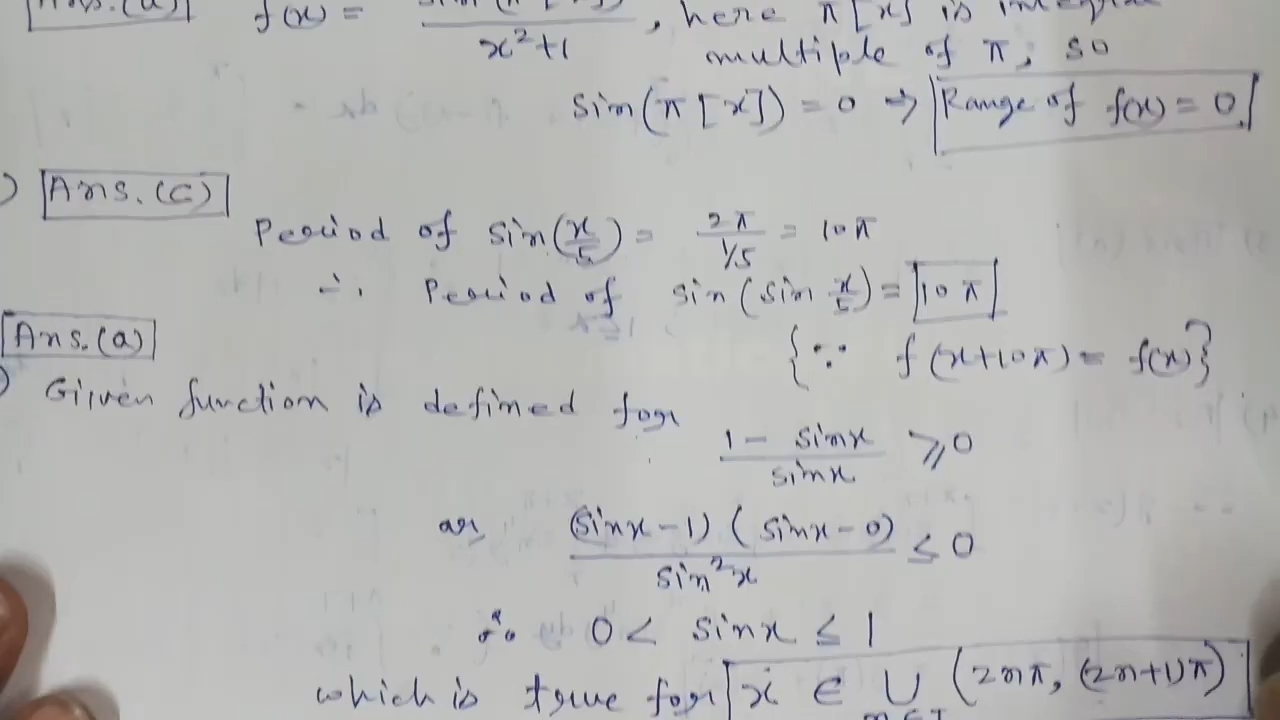 Ans.(a) f(x) = sin(π[x]) / x²+1 , here π[x] is integral
multiple of π, so
Sin(π[x]) = 0 ⇒ Range of f(x) = 0.
) Ans.(C)
Period of sin(x/5) = 2π / 1/5 = 10π
∴ Period of sin(sin x/5) = 10π
Ans.(a) {∵ f(x+10π) = f(x)}
) Given function is defined for
1 - sinx / sinx ⩾ 0
or (sinx-1)(sinx-0) / sin²x ≤ 0
∴ 0 < sinx ≤ 1
which is true for x ∈ ∪ (2nπ, (2n+1)π)
n∈I